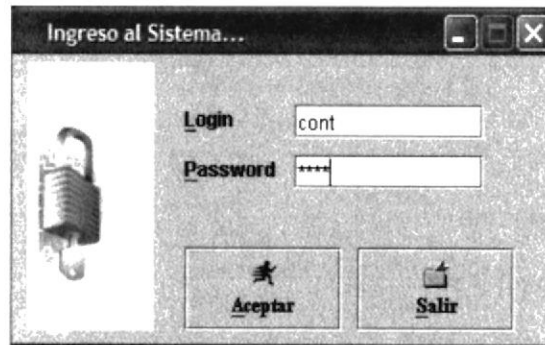 Ingreso al Sistema...
Login cont
Password ****
Aceptar Salir